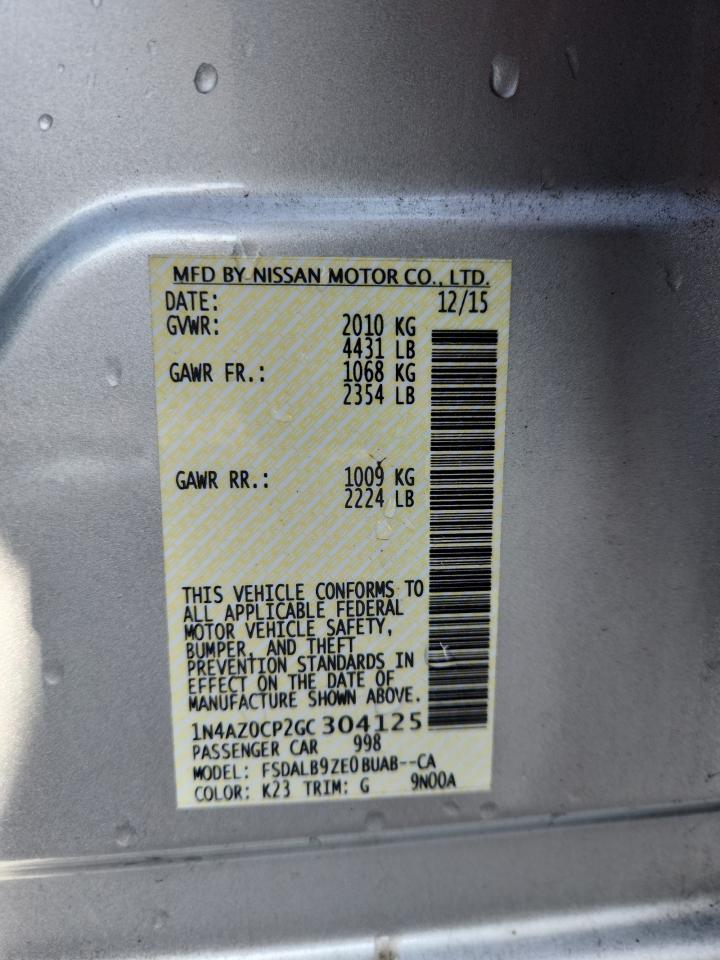 MFD BY NISSAN MOTOR CO., LTD.
DATE: 12/15
GVWR: 2010 KG
4431 LB
GAWR FR.: 1068 KG
2354 LB
GAWR RR.: 1009 KG
2224 LB
THIS VEHICLE CONFORMS TO
ALL APPLICABLE FEDERAL
MOTOR VEHICLE SAFETY,
BUMPER, AND THEFT
PREVENTION STANDARDS IN
EFFECT ON THE DATE OF
MANUFACTURE SHOWN ABOVE.
1N4AZ0CP2GC304125
PASSENGER CAR 998
MODEL: FSDALB9ZE0BUAB--CA
COLOR: K23 TRIM: G 9N00A